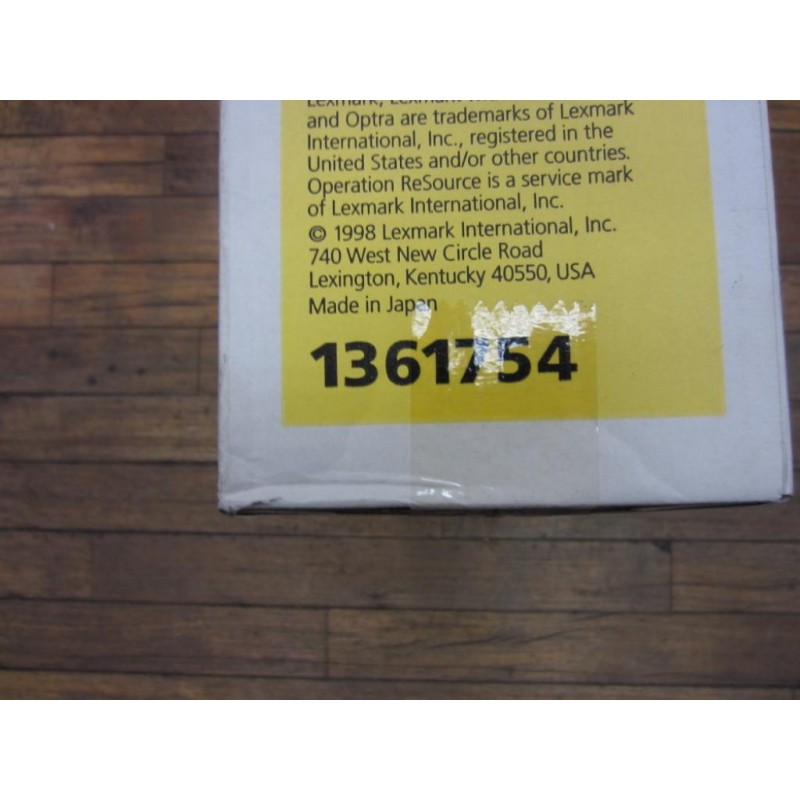 Lexmark, Lexmark
and Optra are trademarks of Lexmark
International, Inc., registered in the
United States and/or other countries.
Operation ReSource is a service mark
of Lexmark International, Inc.
© 1998 Lexmark International, Inc.
740 West New Circle Road
Lexington, Kentucky 40550, USA
Made in Japan
1361754